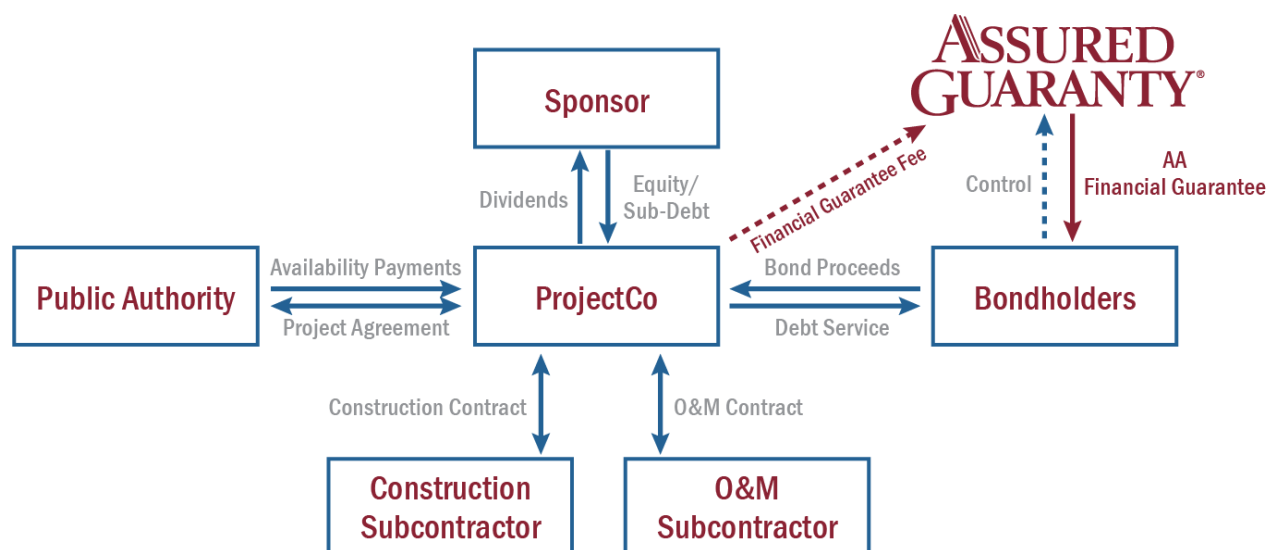 ASSURED
GUARANTY®
Sponsor
Financial Guarantee Fee
AA
Financial Guarantee
Control
Dividends
Equity/
Sub-Debt
Public Authority
Availability Payments
Project Agreement
ProjectCo
Bond Proceeds
Debt Service
Bondholders
Construction Contract
O&M Contract
Construction
Subcontractor
O&M
Subcontractor